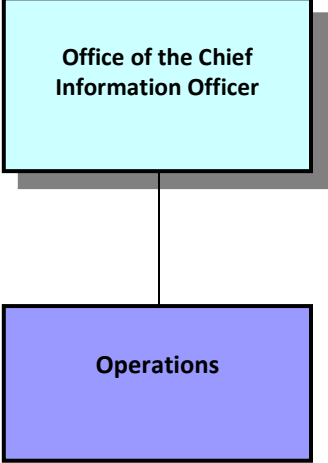 Office of the Chief
Information Officer
Operations